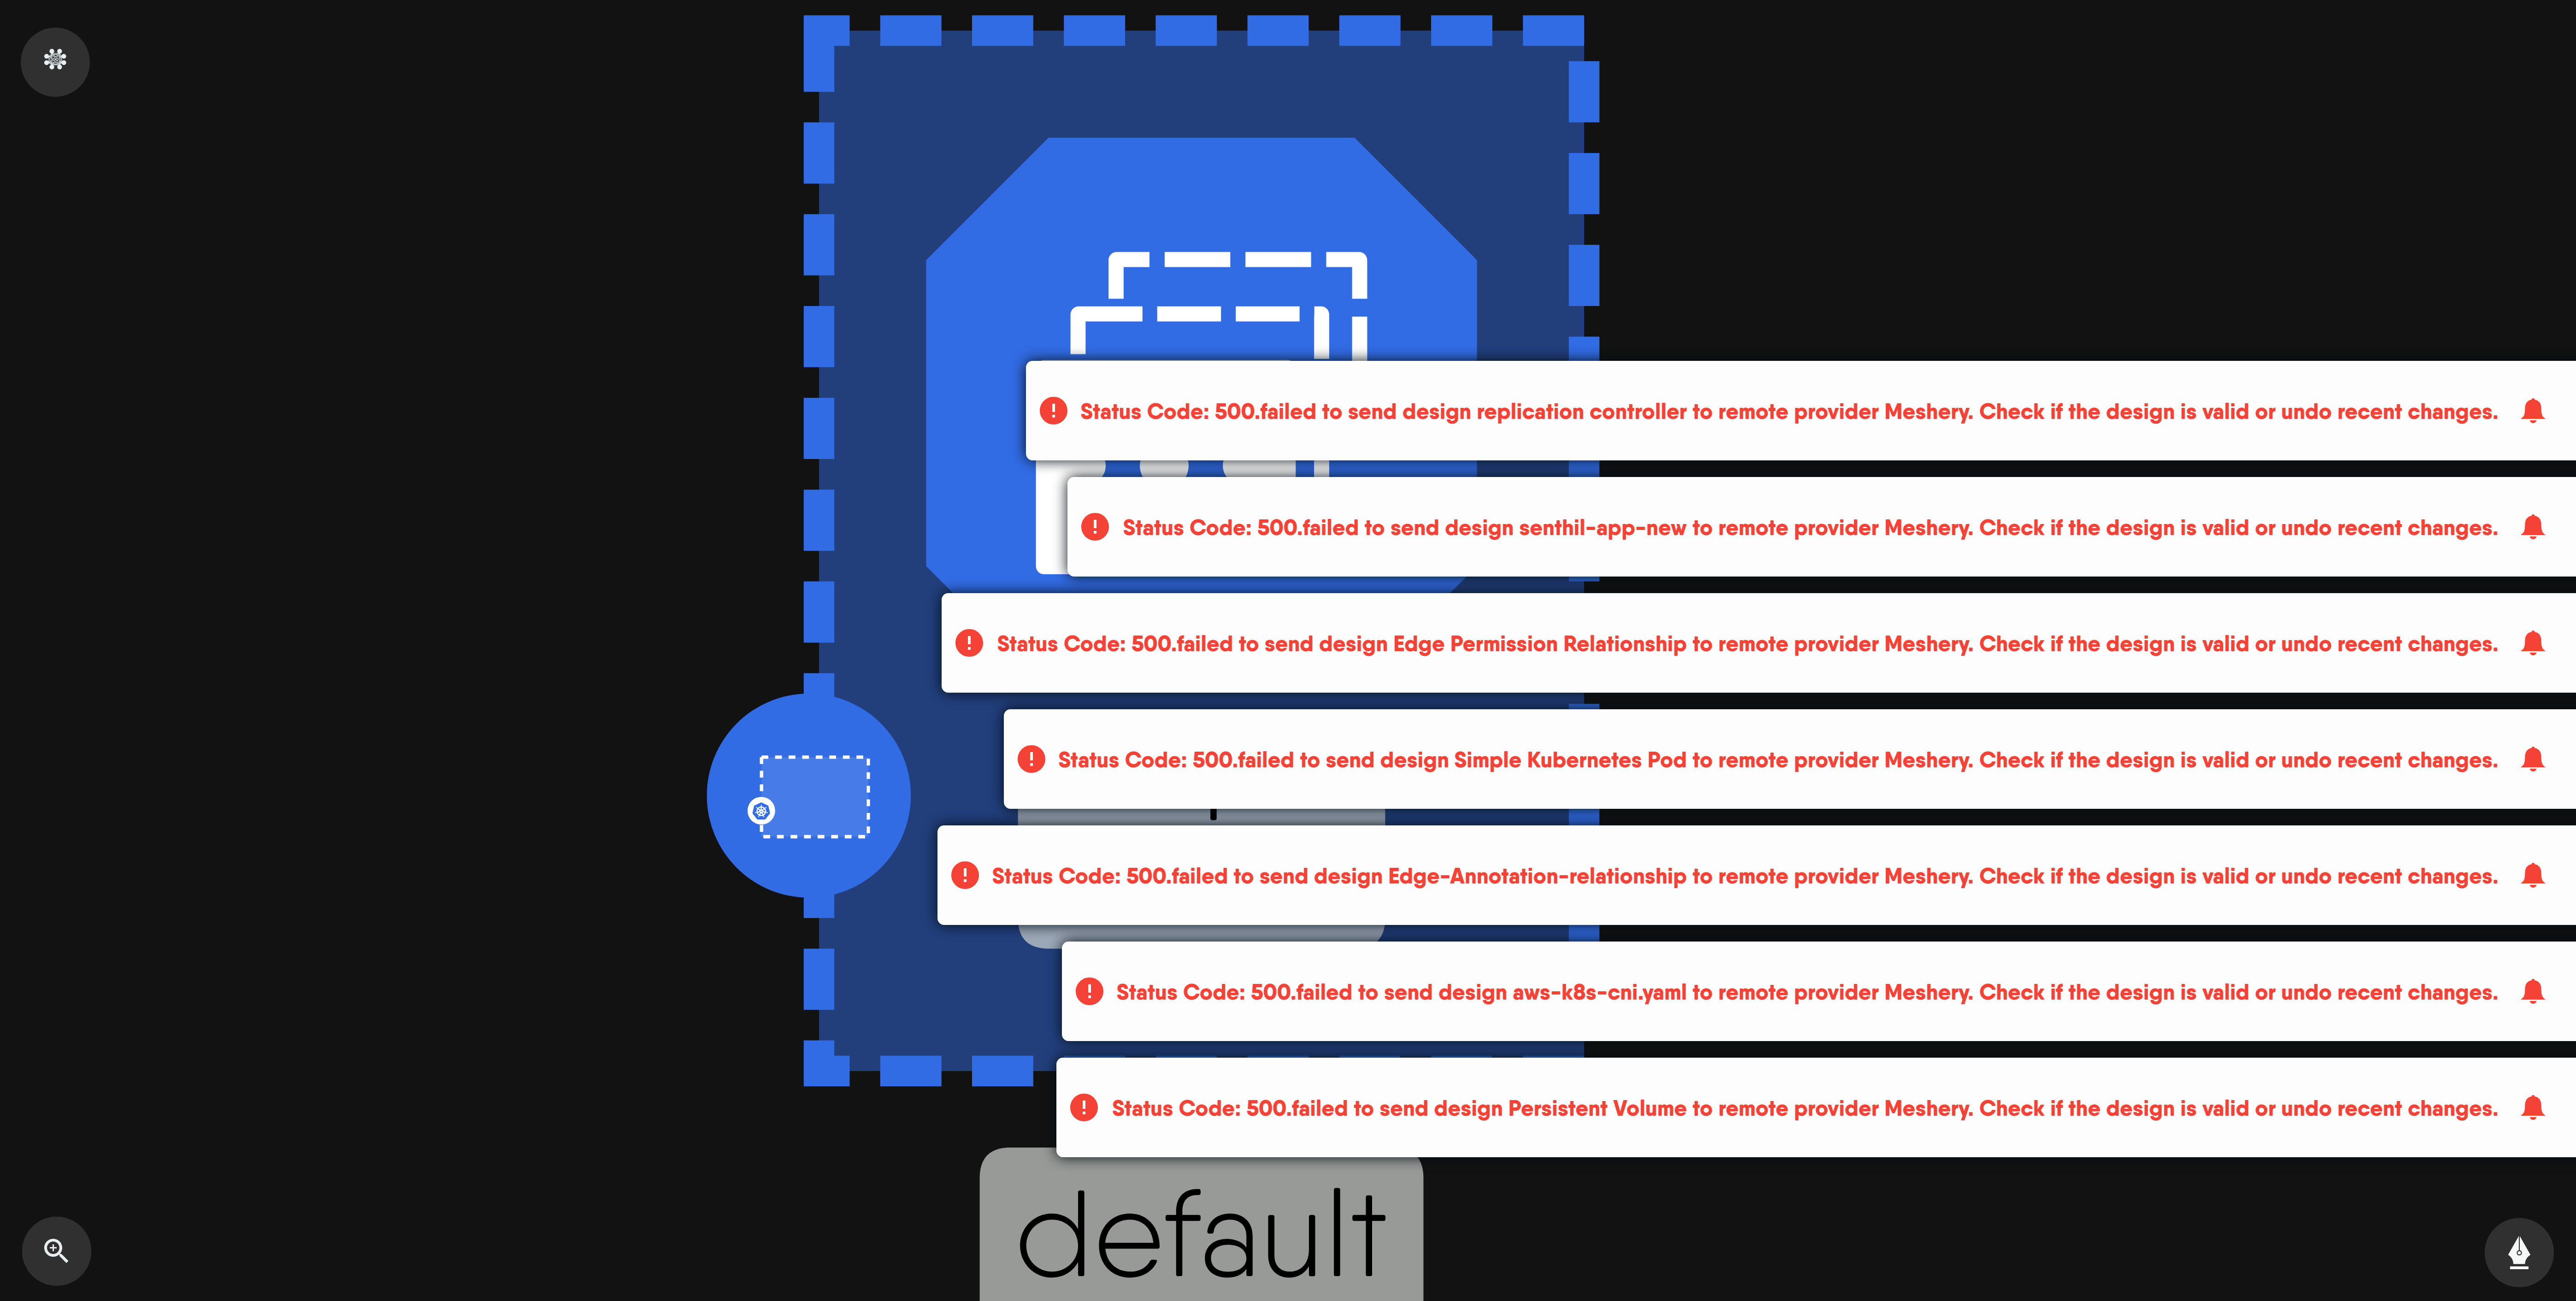 Status Code: 500.failed to send design replication controller to remote provider Meshery. Check if the design is valid or undo recent changes.
Status Code: 500.failed to send design senthil-app-new to remote provider Meshery. Check if the design is valid or undo recent changes.
Status Code: 500.failed to send design Edge Permission Relationship to remote provider Meshery. Check if the design is valid or undo recent changes.
Status Code: 500.failed to send design Simple Kubernetes Pod to remote provider Meshery. Check if the design is valid or undo recent changes.
Status Code: 500.failed to send design Edge-Annotation-relationship to remote provider Meshery. Check if the design is valid or undo recent changes.
Status Code: 500.failed to send design aws-k8s-cni.yaml to remote provider Meshery. Check if the design is valid or undo recent changes.
Status Code: 500.failed to send design Persistent Volume to remote provider Meshery. Check if the design is valid or undo recent changes.
default